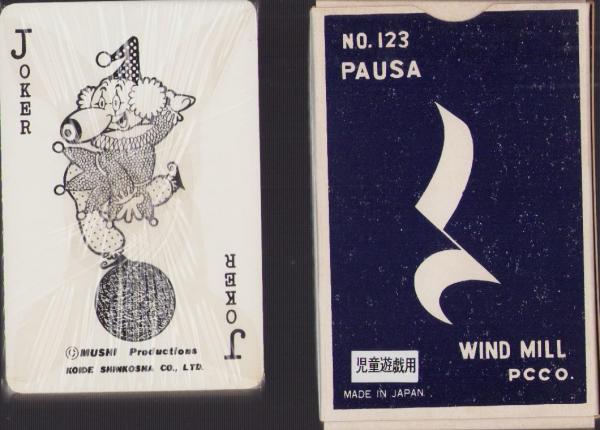 JOKER
JOKER
©MUSHI Productions
KOIDE SHINKOSHA CO., LTD.
NO.123
PAUSA
WIND MILL
PCCO.
児童遊戯用
MADE IN JAPAN